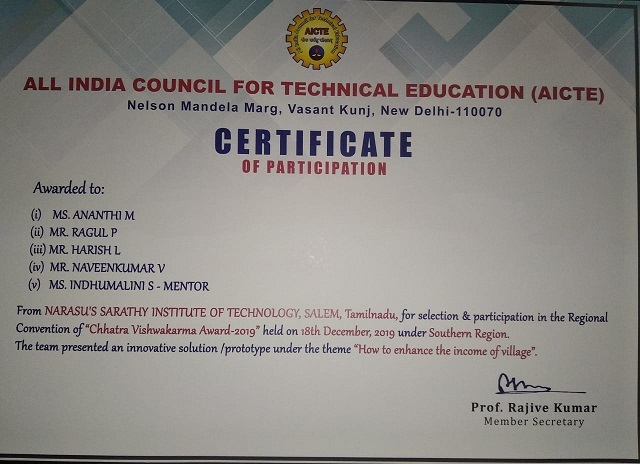 AICTE
ALL INDIA COUNCIL FOR TECHNICAL EDUCATION (AICTE)
Nelson Mandela Marg, Vasant Kunj, New Delhi-110070
CERTIFICATE
OF PARTICIPATION
Awarded to:
(i) MS. ANANTHI M
(ii) MR. RAGUL P
(iii) MR. HARISH L
(iv) MR. NAVEENKUMAR V
(v) MS. INDHUMALINI S - MENTOR
From NARASU'S SARATHY INSTITUTE OF TECHNOLOGY, SALEM, Tamilnadu, for selection & participation in the Regional
Convention of "Chhatra Vishwakarma Award-2019" held on 18th December, 2019 under Southern Region.
The team presented an innovative solution /prototype under the theme "How to enhance the income of village".
Prof. Rajive Kumar
Member Secretary